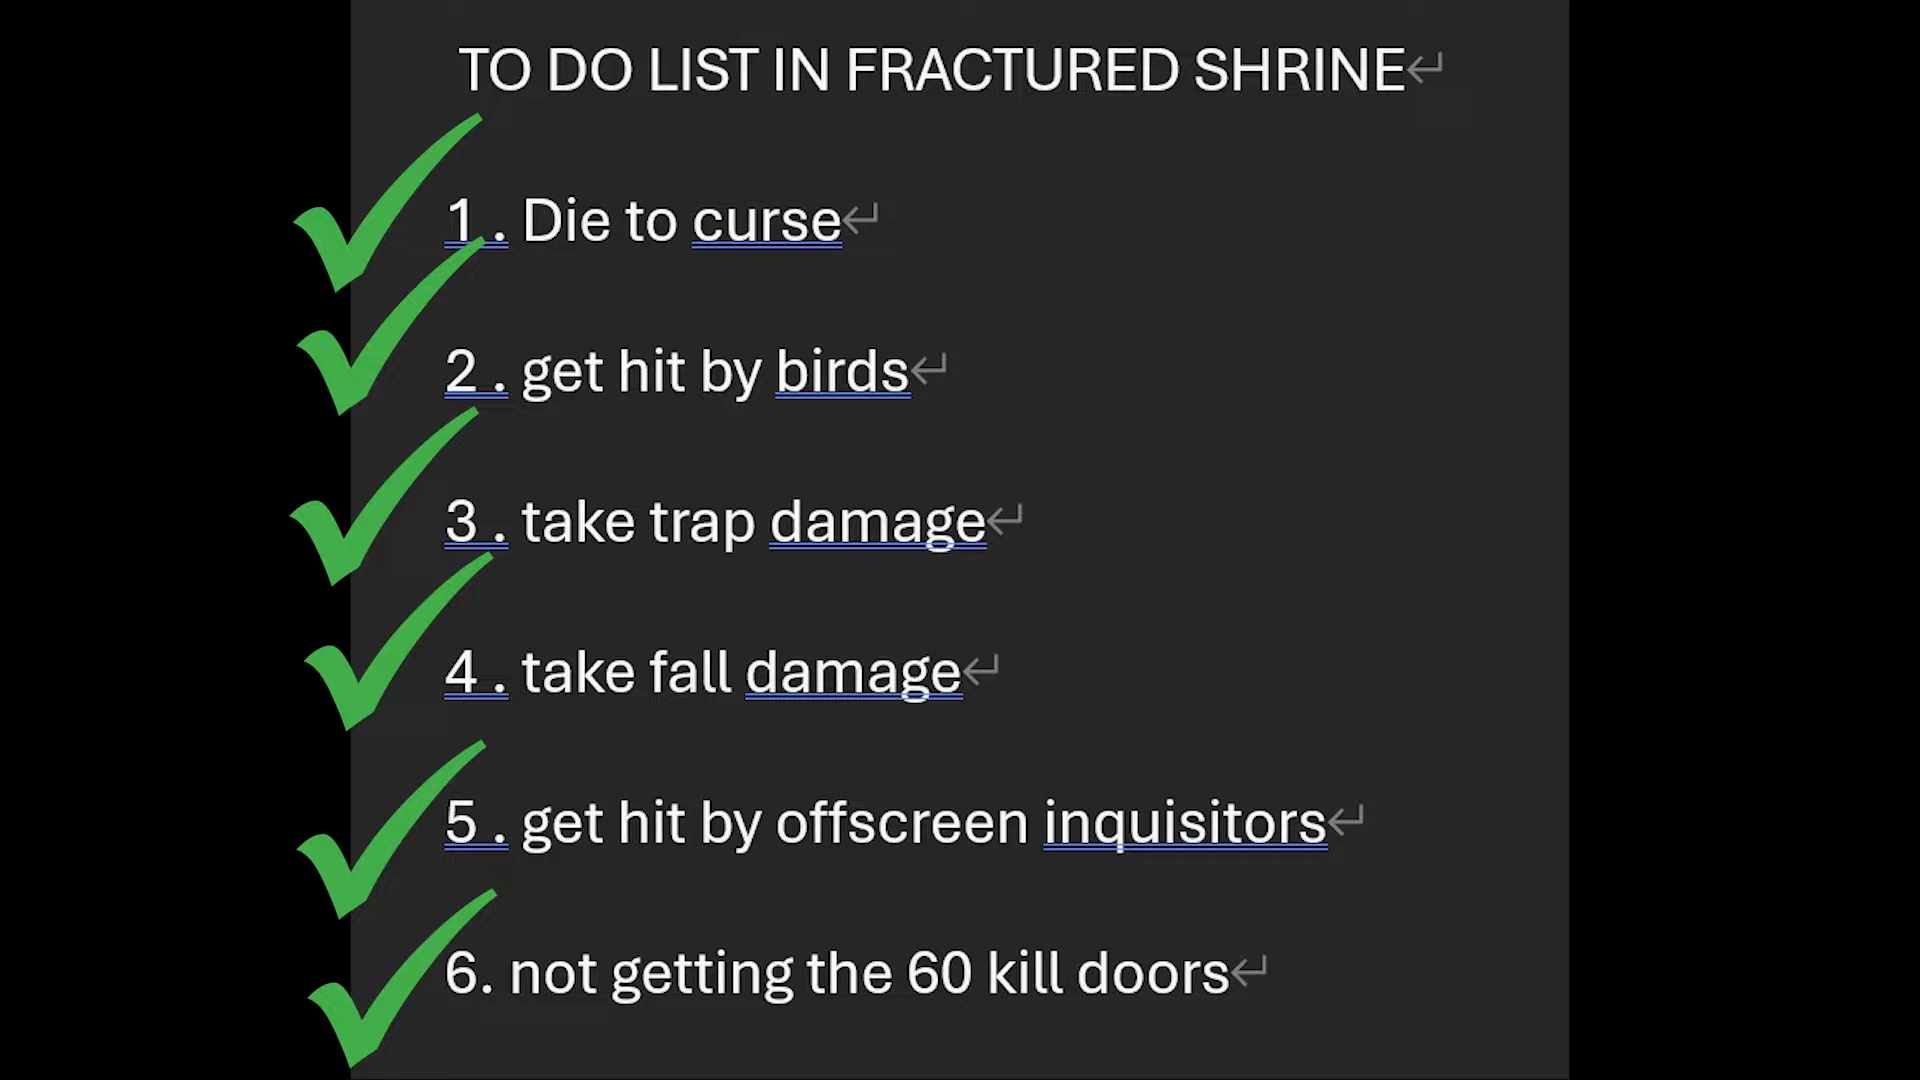 TO DO LIST IN FRACTURED SHRINE↵
1 . Die to curse↵
2 . get hit by birds↵
3 . take trap damage↵
4 . take fall damage↵
5 . get hit by offscreen inquisitors↵
6. not getting the 60 kill doors↵